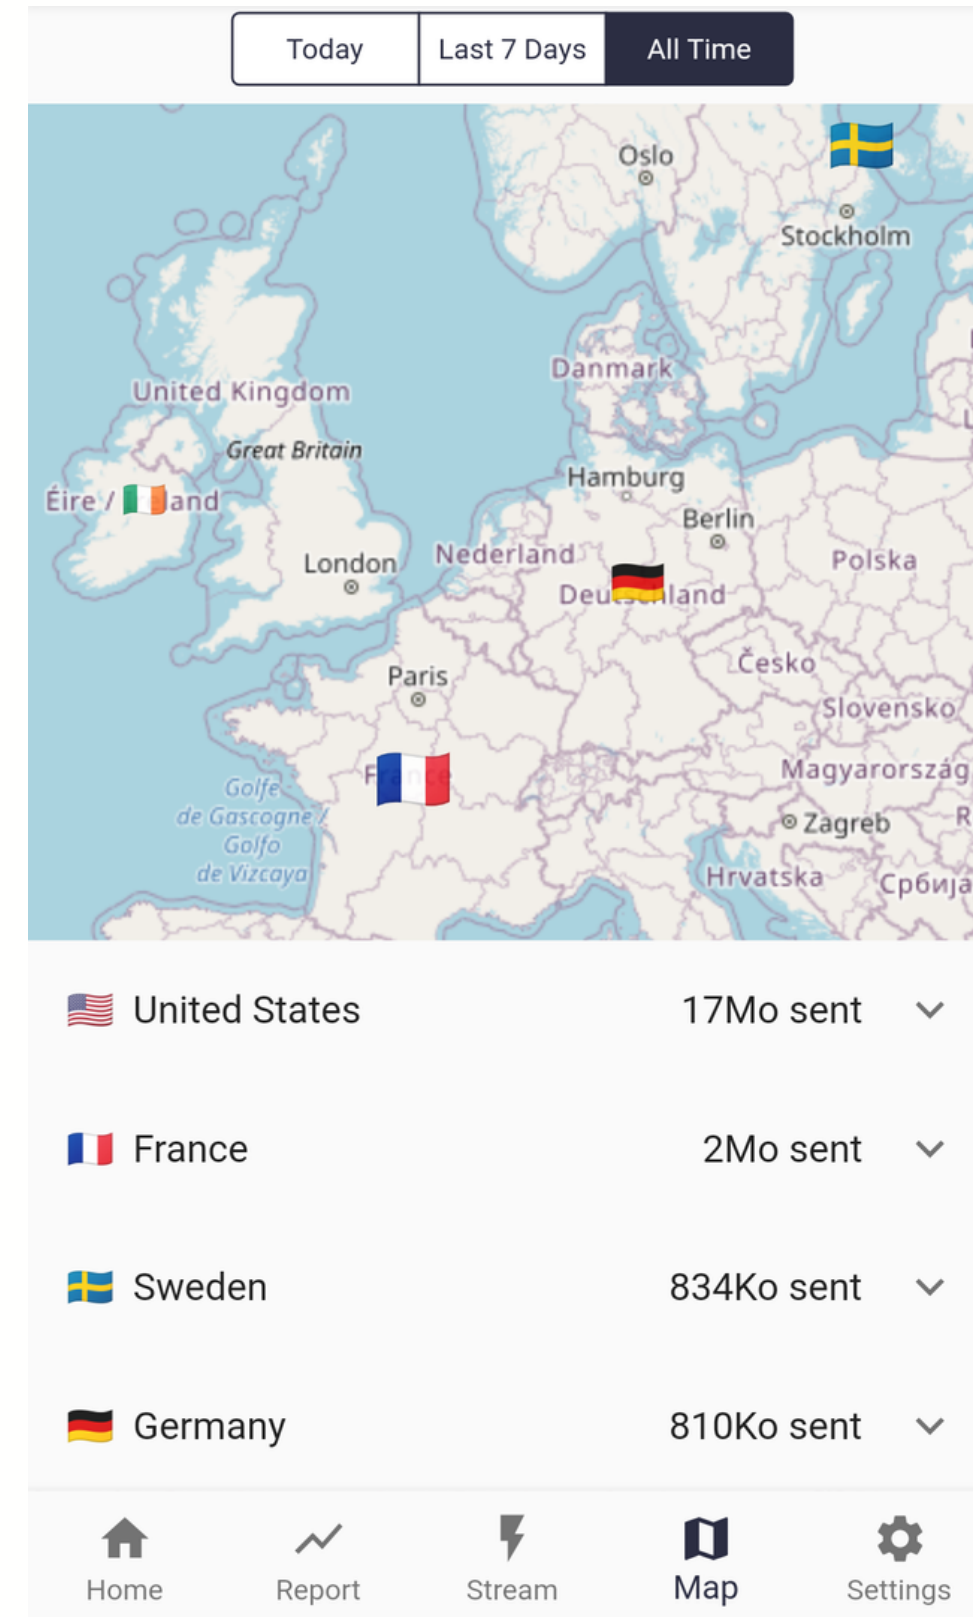 Today Last 7 Days All Time
Oslo
Stockholm
Danmark
United Kingdom
Great Britain
Hamburg
Éire / land
Berlin
London
Nederland
Polska
Deutschland
Česko
Paris
Slovensko
France
Magyarország
Golfe
de Gascogne /
Golfo
de Vizcaya
Zagreb
R
Hrvatska
Србија
L
United States 17Mo sent
France 2Mo sent
Sweden 834Ko sent
Germany 810Ko sent
Home Report Stream Map Settings